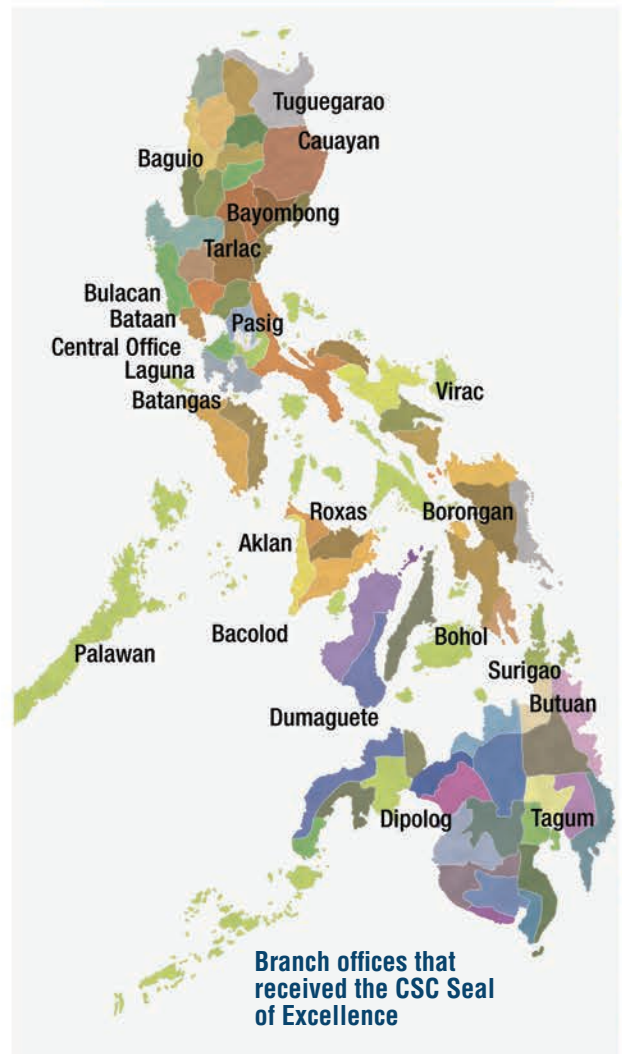 Tuguegarao
Cauayan
Baguio
Bayombong
Tarlac
Bulacan
Bataan
Pasig
Central Office
Laguna
Virac
Batangas
Roxas
Borongan
Aklan
Bacolod
Bohol
Palawan
Surigao
Butuan
Dumaguete
Dipolog
Tagum
Branch offices that
received the CSC Seal
of Excellence